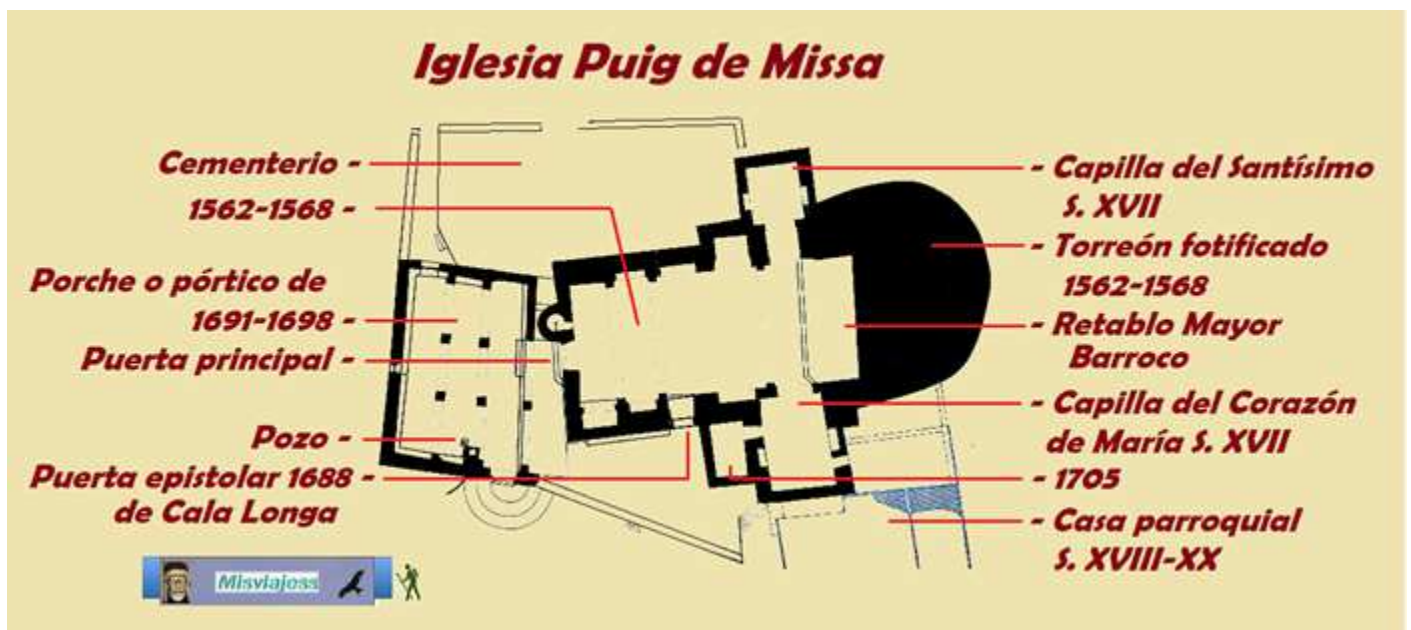 Iglesia Puig de Missa
Cementerio -
1562-1568 -
Porche o pórtico de
1691-1698 -
Puerta principal -
Pozo -
Puerta epistolar 1688 -
de Cala Longa
- Capilla del Santísimo
S. XVII
- Torreón fotificado
1562-1568
- Retablo Mayor
Barroco
- Capilla del Corazón
de María S. XVII
- 1705
- Casa parroquial
S. XVIII-XX
Misviajess